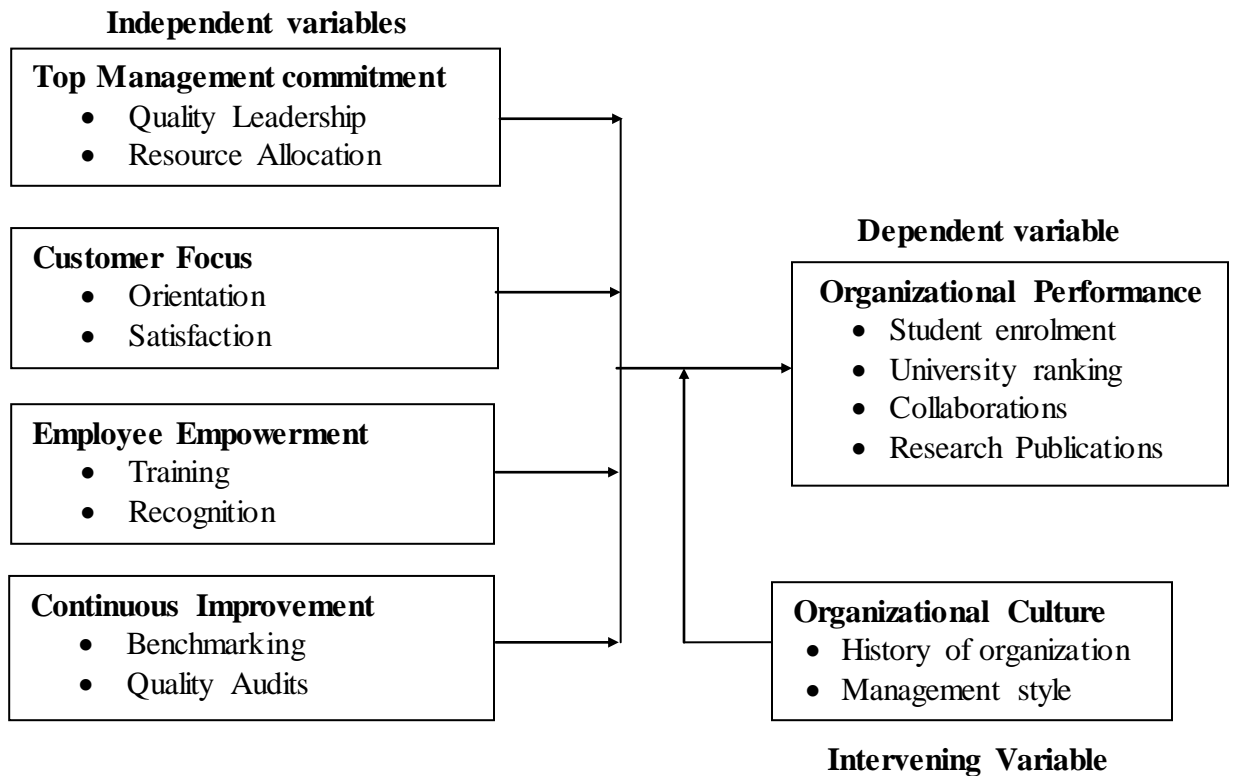 Independent variables
Top Management commitment
• Quality Leadership
• Resource Allocation
Customer Focus
• Orientation
• Satisfaction
Employee Empowerment
• Training
• Recognition
Continuous Improvement
• Benchmarking
• Quality Audits
Dependent variable
Organizational Performance
• Student enrolment
• University ranking
• Collaborations
• Research Publications
Organizational Culture
• History of organization
• Management style
Intervening Variable